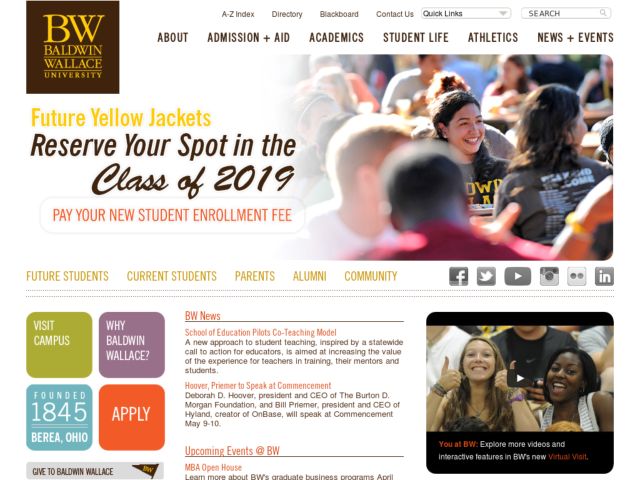 BW
BALDWIN
WALLACE
UNIVERSITY
A-Z Index Directory Blackboard Contact Us Quick Links SEARCH
ABOUT ADMISSION + AID ACADEMICS STUDENT LIFE ATHLETICS NEWS + EVENTS
Future Yellow Jackets
Reserve Your Spot in the
Class of 2019
PAY YOUR NEW STUDENT ENROLLMENT FEE
FUTURE STUDENTS CURRENT STUDENTS PARENTS ALUMNI COMMUNITY
VISIT
CAMPUS
WHY
BALDWIN
WALLACE?
FOUNDED
1845
BEREA, OHIO
APPLY
GIVE TO BALDWIN WALLACE BW
BW News
School of Education Pilots Co-Teaching Model
A new approach to student teaching, inspired by a statewide
call to action for educators, is aimed at increasing the value
of the experience for teachers in training, their mentors and
students.
Hoover, Priemer to Speak at Commencement
Deborah D. Hoover, president and CEO of The Burton D.
Morgan Foundation, and Bill Priemer, president and CEO of
Hyland, creator of OnBase, will speak at Commencement
May 9-10.
Upcoming Events @ BW
MBA Open House
Learn more about BW's graduate business programs April
You at BW: Explore more videos and
interactive features in BW's new Virtual Visit.